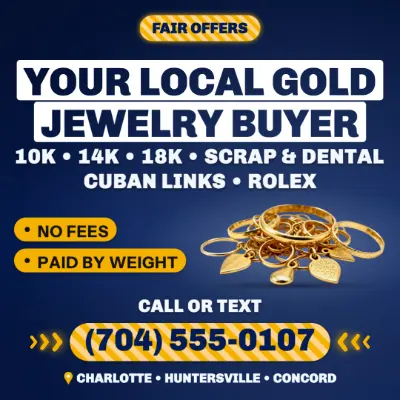 FAIR OFFERS
YOUR LOCAL GOLD
JEWELRY BUYER
10K • 14K • 18K • SCRAP & DENTAL
CUBAN LINKS • ROLEX
• NO FEES
• PAID BY WEIGHT
CALL OR TEXT
(704) 555-0107
CHARLOTTE • HUNTERSVILLE • CONCORD